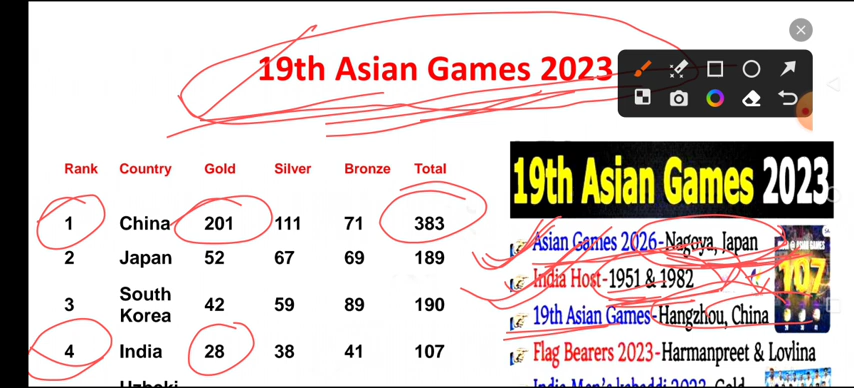 19th Asian Games 2023
Rank Country Gold Silver Bronze Total
1 China 201 111 71 383
2 Japan 52 67 69 189
3 South Korea 42 59 89 190
4 India 28 38 41 107
19th Asian Games 2023
Asian Games 2026-Nagoya, Japan
India Host-1951 & 1982
19th Asian Games-Hangzhou, China
Flag Bearers 2023-Harmanpreet & Lovlina
107